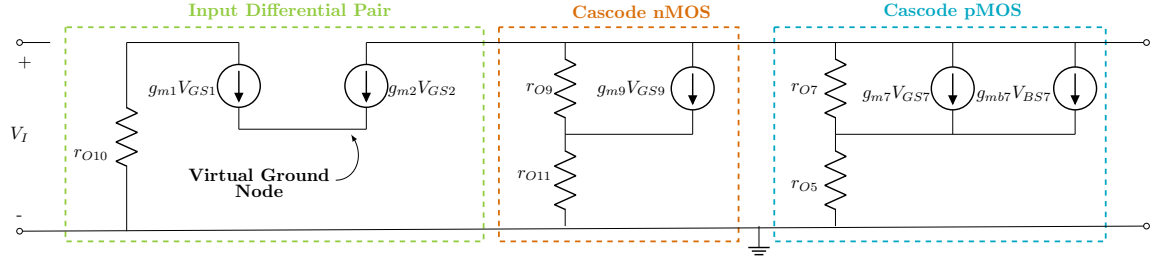 Input Differential Pair
Cascode nMOS
Cascode pMOS
+
V_I
-
r_{O10}
g_{m1}V_{GS1}
g_{m2}V_{GS2}
Virtual Ground
Node
r_{O9}
g_{m9}V_{GS9}
r_{O11}
r_{O7}
g_{m7}V_{GS7}
g_{mb7}V_{BS7}
r_{O5}